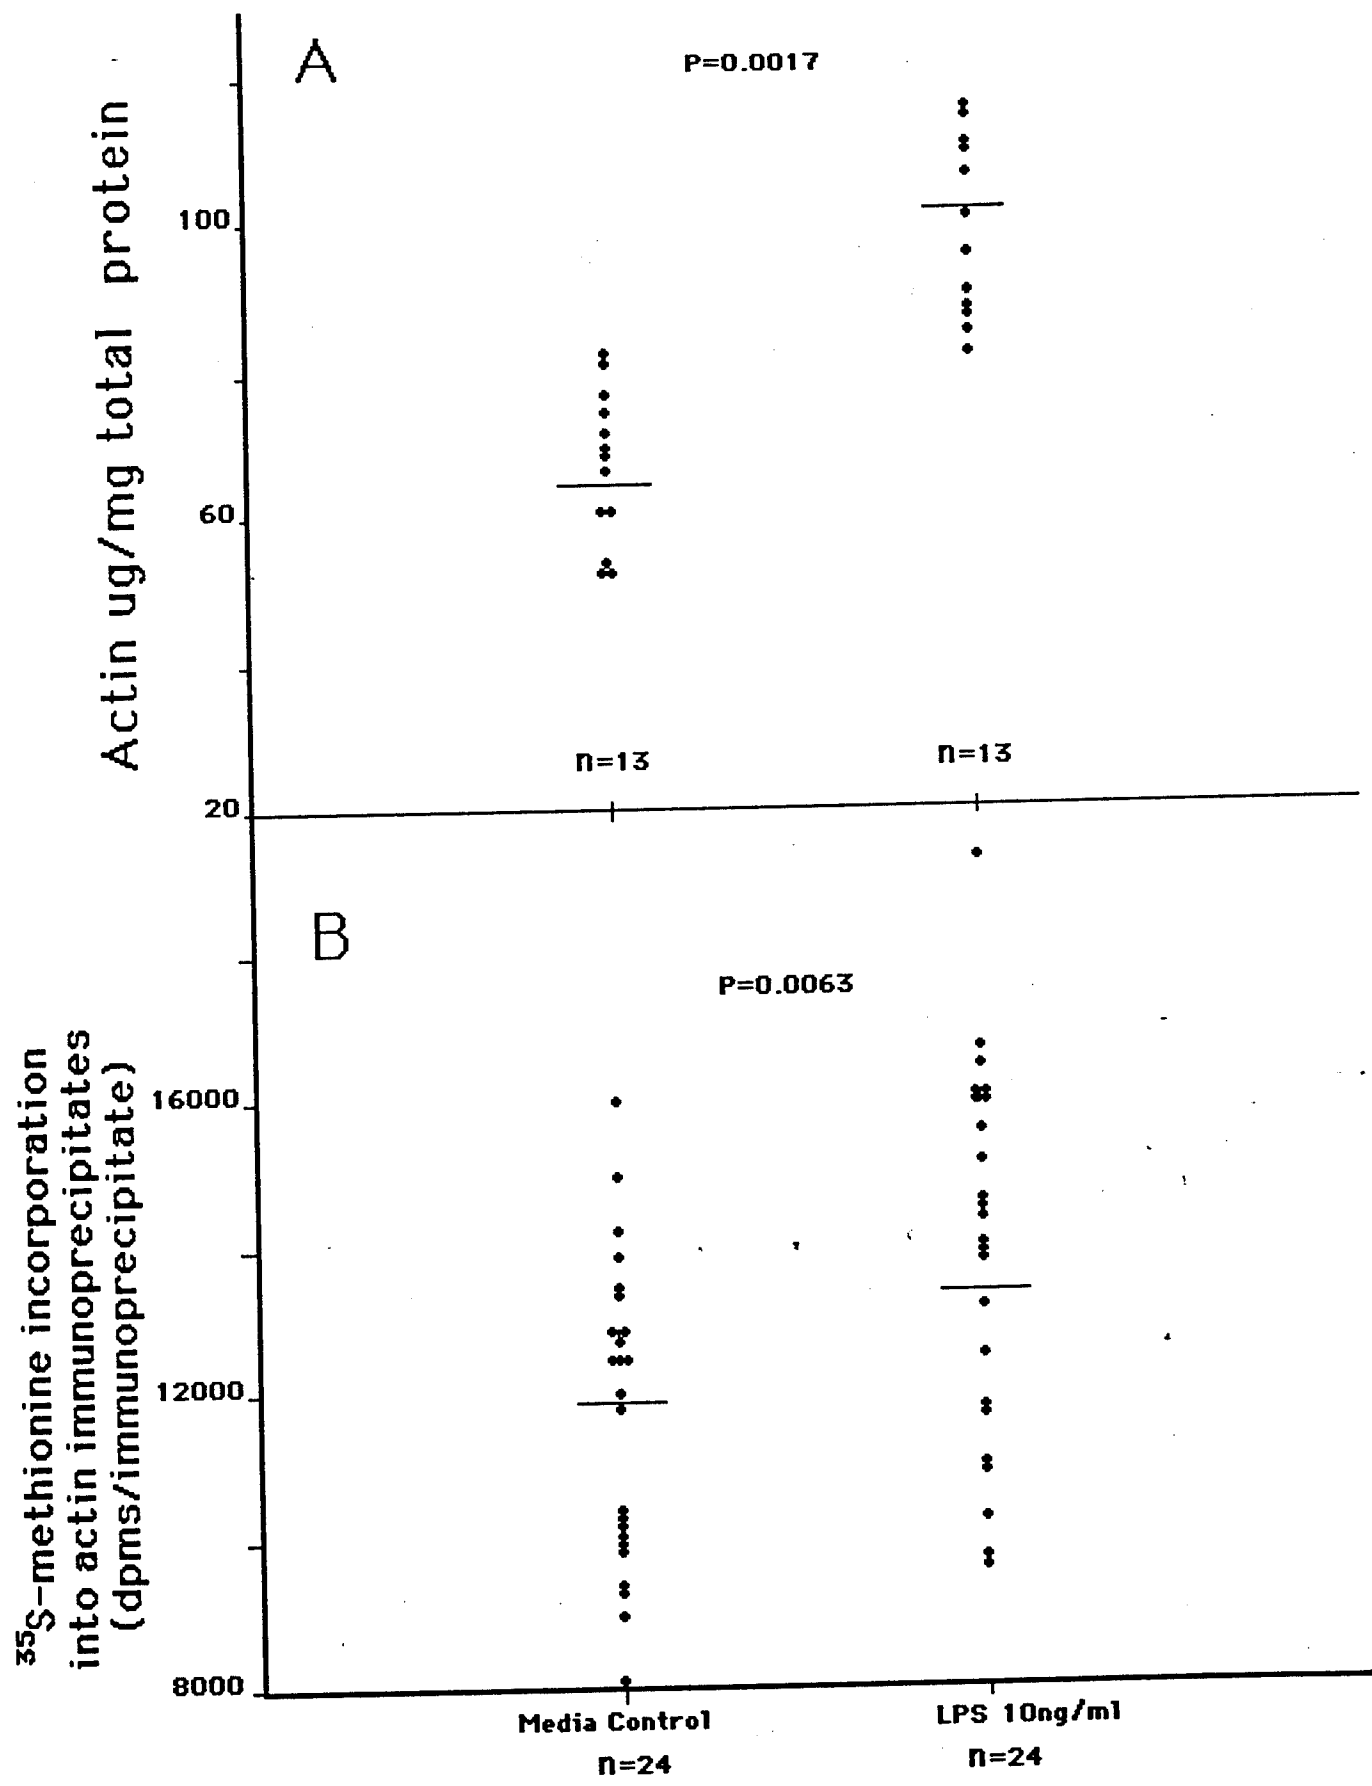 A
P=0.0017
Actin ug/mg total protein
100
60
20
n=13
n=13
B
P=0.0063
35S-methionine incorporation
into actin immunoprecipitates
(dpms/immunoprecipitate)
16000
12000
8000
Media Control
LPS 10ng/ml
n=24
n=24